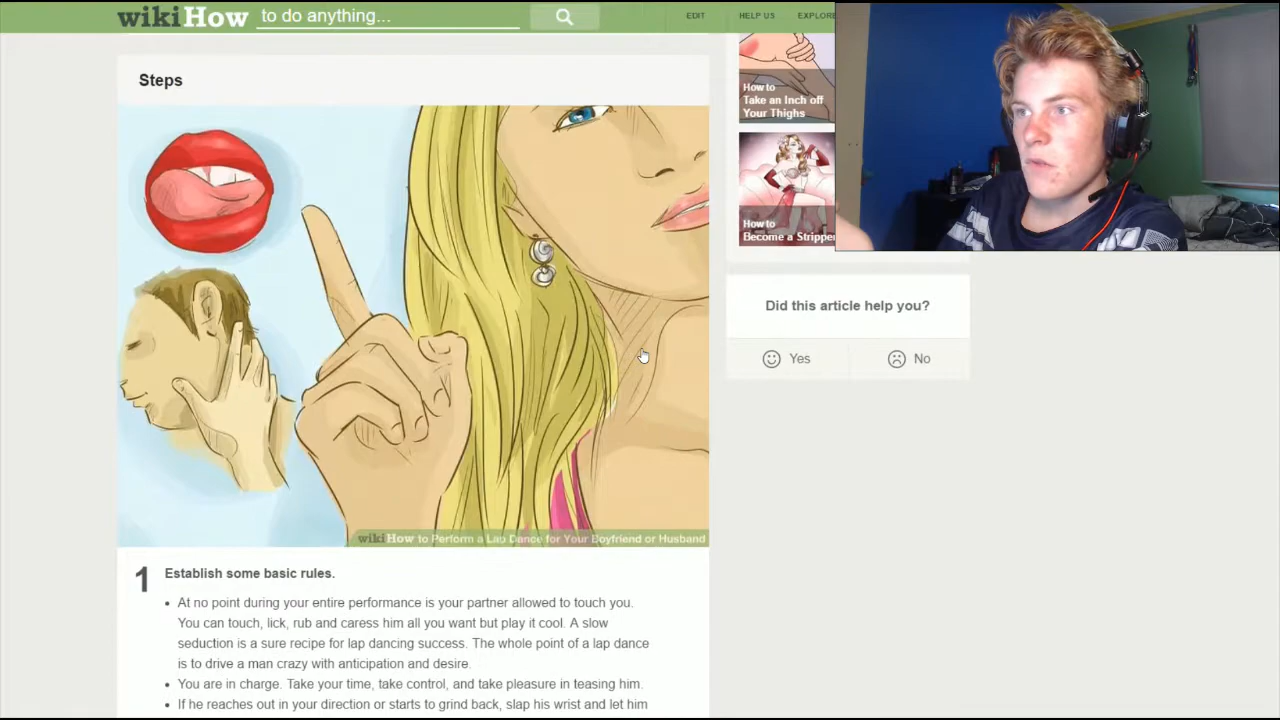 wikiHow to do anything...
EDIT
HELP US
EXPLORE
Steps
How to
Take an Inch off
Your Thighs
How to
Become a Stripper
Did this article help you?
Yes
No
wikiHow to Perform a Lap Dance for Your Boyfriend or Husband
1 Establish some basic rules.
At no point during your entire performance is your partner allowed to touch you.
You can touch, lick, rub and caress him all you want but play it cool. A slow
seduction is a sure recipe for lap dancing success. The whole point of a lap dance
is to drive a man crazy with anticipation and desire.
You are in charge. Take your time, take control, and take pleasure in teasing him.
If he reaches out in your direction or starts to grind back, slap his wrist and let him